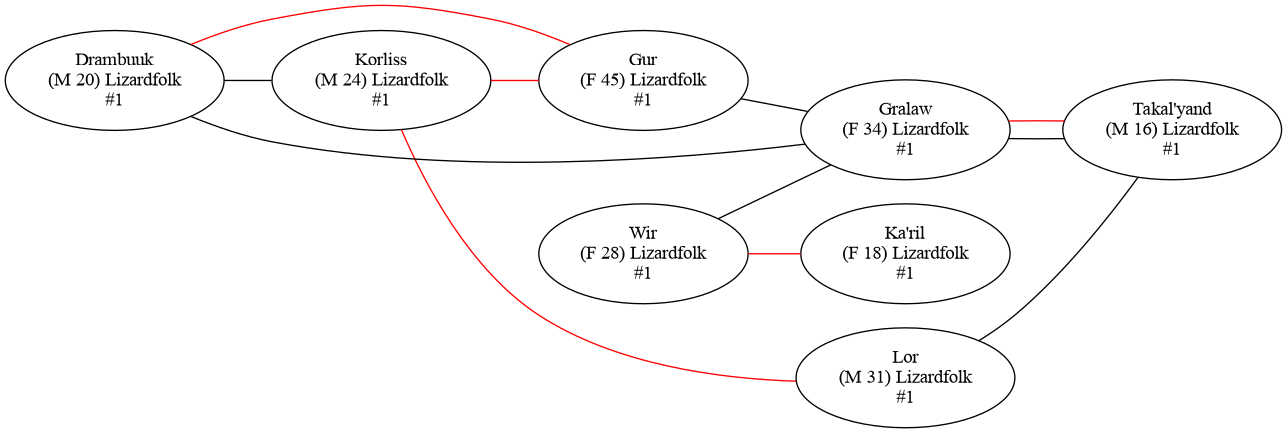 Drambuuk
(M 20) Lizardfolk
#1
Korliss
(M 24) Lizardfolk
#1
Gur
(F 45) Lizardfolk
#1
Gralaw
(F 34) Lizardfolk
#1
Takal'yand
(M 16) Lizardfolk
#1
Wir
(F 28) Lizardfolk
#1
Ka'ril
(F 18) Lizardfolk
#1
Lor
(M 31) Lizardfolk
#1